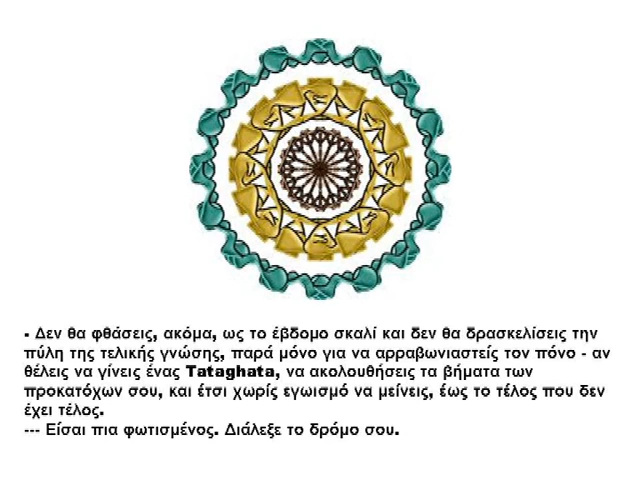 - Δεν θα φθάσεις, ακόμα, ως το έβδομο σκαλί και δεν θα δρασκελίσεις την
πύλη της τελικής γνώσης, παρά μόνο για να αρραβωνιαστείς τον πόνο - αν
θέλεις να γίνεις ένας Tataghata, να ακολουθήσεις τα βήματα των
προκατόχων σου, και έτσι χωρίς εγωισμό να μείνεις, έως το τέλος που δεν
έχει τέλος.
--- Είσαι πια φωτισμένος. Διάλεξε το δρόμο σου.